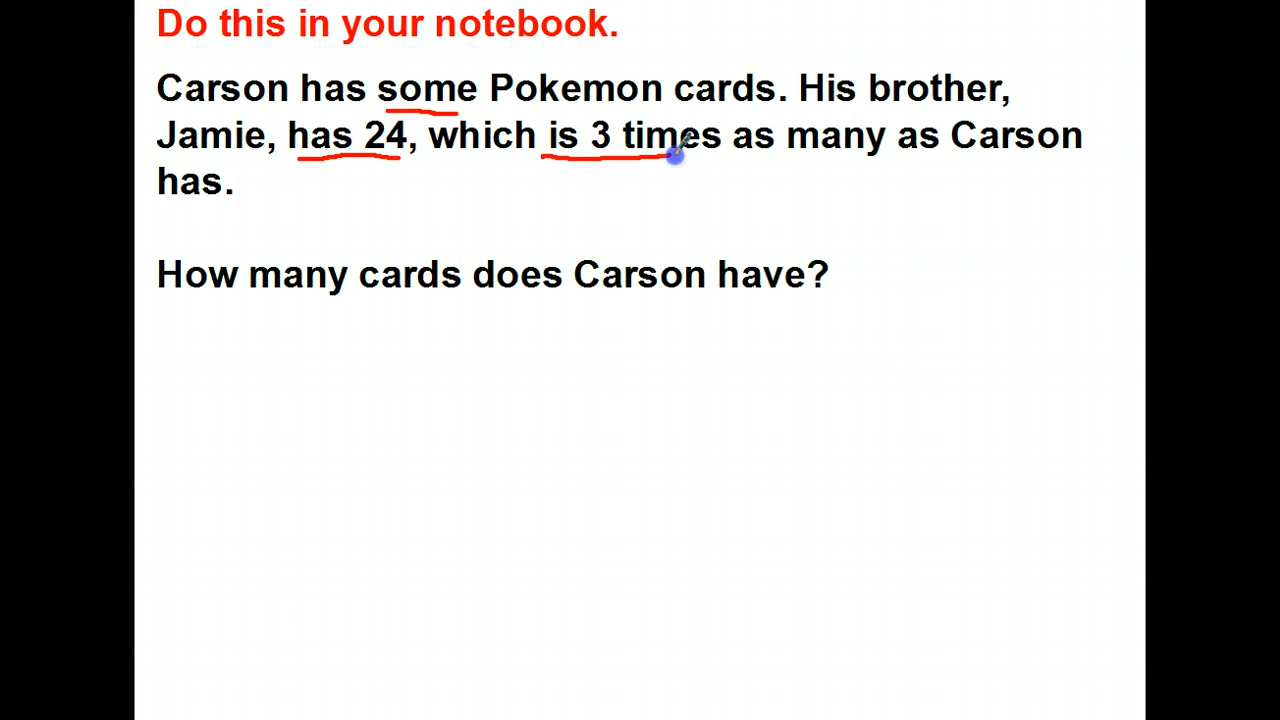 Do this in your notebook.
Carson has some Pokemon cards. His brother,
Jamie, has 24, which is 3 times as many as Carson
has.
How many cards does Carson have?